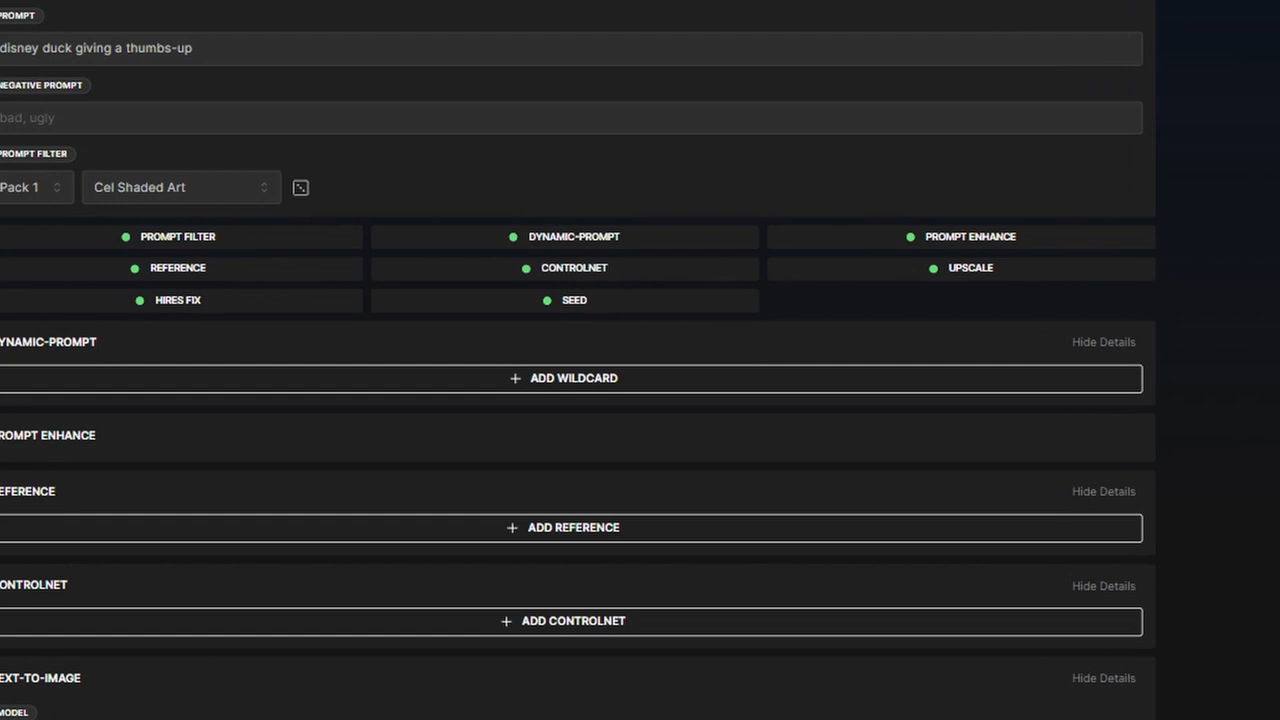 PROMPT
disney duck giving a thumbs-up
NEGATIVE PROMPT
bad, ugly
PROMPT FILTER
Pack 1 Cel Shaded Art
PROMPT FILTER DYNAMIC-PROMPT PROMPT ENHANCE
REFERENCE CONTROLNET UPSCALE
HIRES FIX SEED
YNAMIC-PROMPT Hide Details
+ ADD WILDCARD
ROMPT ENHANCE
EFERENCE Hide Details
+ ADD REFERENCE
ONTROLNET Hide Details
+ ADD CONTROLNET
EXT-TO-IMAGE Hide Details
MODEL